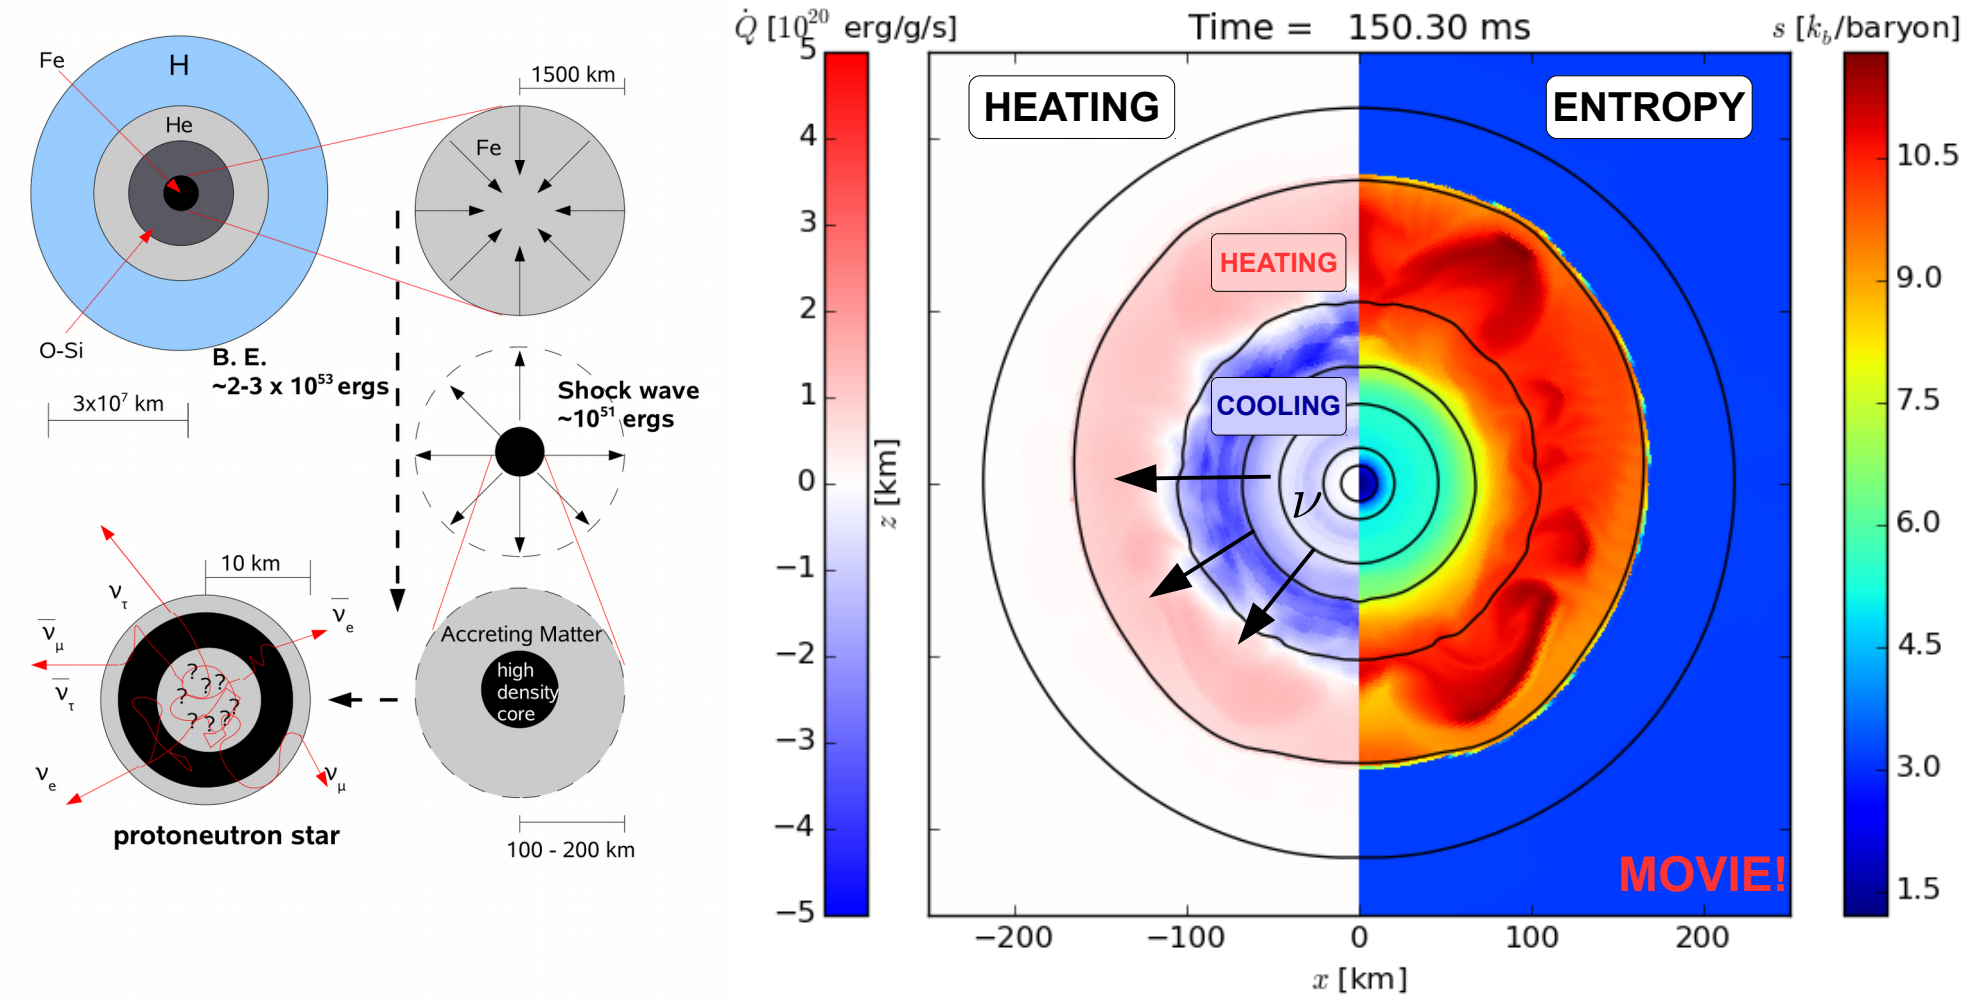 Fe
H
He
O-Si
3x10⁷ km
1500 km
Fe
B. E.
~2-3 x 10⁵³ ergs
Shock wave
~10⁵¹ ergs
10 km
ν_τ
ν̅_e
ν̅_μ
ν̅_τ
ν_e
ν_μ
? ? ? ? ? ? ? ?
protoneutron star
Accreting Matter
high
density
core
100 - 200 km
Q̇ [10²⁰ erg/g/s]
Time = 150.30 ms
s [k_b/baryon]
5
4
3
2
1
0
−1
−2
−3
−4
−5
z [km]
HEATING
ENTROPY
HEATING
COOLING
ν
MOVIE!
−200
−100
0
100
200
x [km]
10.5
9.0
7.5
6.0
4.5
3.0
1.5